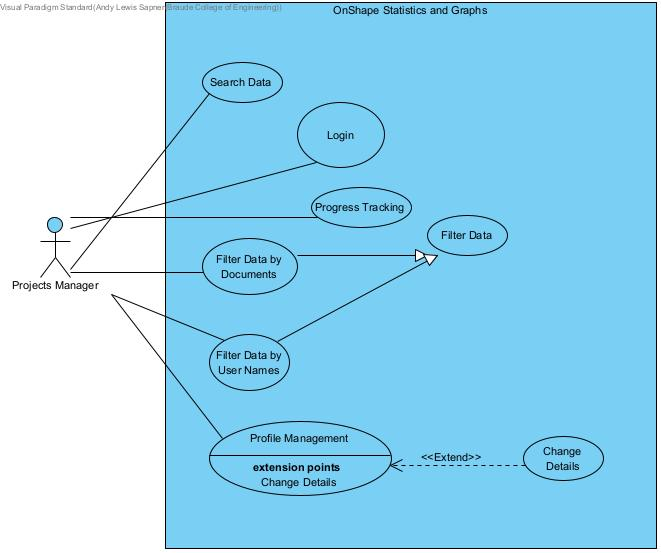 Visual Paradigm Standard(Andy Lewis Sapner(Braude College of Engineering))
OnShape Statistics and Graphs
Search Data
Login
Progress Tracking
Filter Data
Filter Data by
Documents
Projects Manager
Filter Data by
User Names
Profile Management
extension points
Change Details
<<Extend>>
Change
Details